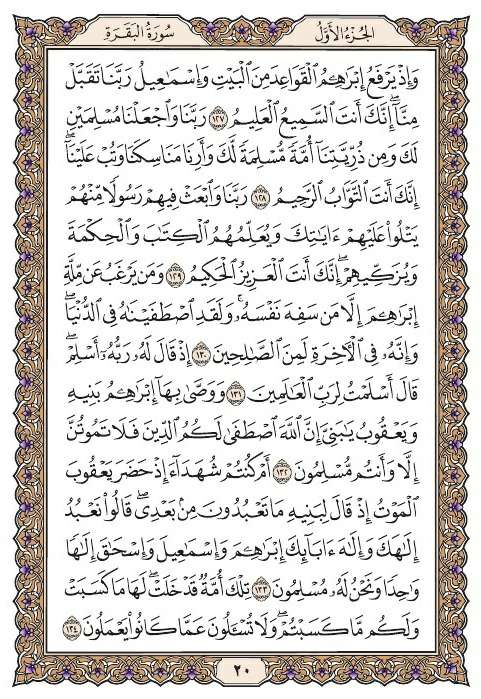 الجزء الأول
سورة البقرة
وَإِذْ يَرْفَعُ إِبْرَٰهِـۧمُ ٱلْقَوَاعِدَ مِنَ ٱلْبَيْتِ وَإِسْمَـٰعِيلُ رَبَّنَا تَقَبَّلْ
مِنَّآ ۖ إِنَّكَ أَنتَ ٱلسَّمِيعُ ٱلْعَلِيمُ ١٢٧ رَبَّنَا وَٱجْعَلْنَا مُسْلِمَيْنِ
لَكَ وَمِن ذُرِّيَّتِنَآ أُمَّةً مُّسْلِمَةً لَّكَ وَأَرِنَا مَنَاسِكَنَا وَتُبْ عَلَيْنَآ ۖ
إِنَّكَ أَنتَ ٱلتَّوَّابُ ٱلرَّحِيمُ ١٢٨ رَبَّنَا وَٱبْعَثْ فِيهِمْ رَسُولًا مِّنْهُمْ
يَتْلُوا۟ عَلَيْهِمْ ءَايَـٰتِكَ وَيُعَلِّمُهُمُ ٱلْكِتَـٰبَ وَٱلْحِكْمَةَ
وَيُزَكِّيهِمْ ۚ إِنَّكَ أَنتَ ٱلْعَزِيزُ ٱلْحَكِيمُ ١٢٩ وَمَن يَرْغَبُ عَن مِّلَّةِ
إِبْرَٰهِـۧمَ إِلَّا مَن سَفِهَ نَفْسَهُۥ ۚ وَلَقَدِ ٱصْطَفَيْنَـٰهُ فِى ٱلدُّنْيَا ۖ
وَإِنَّهُۥ فِى ٱلْـَٔاخِرَةِ لَمِنَ ٱلصَّـٰلِحِينَ ١٣٠ إِذْ قَالَ لَهُۥ رَبُّهُۥٓ أَسْلِمْ ۖ
قَالَ أَسْلَمْتُ لِرَبِّ ٱلْعَـٰلَمِينَ ١٣١ وَوَصَّىٰ بِهَآ إِبْرَٰهِـۧمُ بَنِيهِ
وَيَعْقُوبُ يَـٰبَنِىَّ إِنَّ ٱللَّهَ ٱصْطَفَىٰ لَكُمُ ٱلدِّينَ فَلَا تَمُوتُنَّ
إِلَّا وَأَنتُم مُّسْلِمُونَ ١٣٢ أَمْ كُنتُمْ شُهَدَآءَ إِذْ حَضَرَ يَعْقُوبَ
ٱلْمَوْتُ إِذْ قَالَ لِبَنِيهِ مَا تَعْبُدُونَ مِنۢ بَعْدِى قَالُوا۟ نَعْبُدُ
إِلَـٰهَكَ وَإِلَـٰهَ ءَابَآئِكَ إِبْرَٰهِـۧمَ وَإِسْمَـٰعِيلَ وَإِسْحَـٰقَ إِلَـٰهًا
وَٰحِدًا وَنَحْنُ لَهُۥ مُسْلِمُونَ ١٣٣ تِلْكَ أُمَّةٌ قَدْ خَلَتْ ۖ لَهَا مَا كَسَبَتْ
وَلَكُم مَّا كَسَبْتُمْ ۖ وَلَا تُسْـَٔلُونَ عَمَّا كَانُوا۟ يَعْمَلُونَ ١٣٤
٢٠